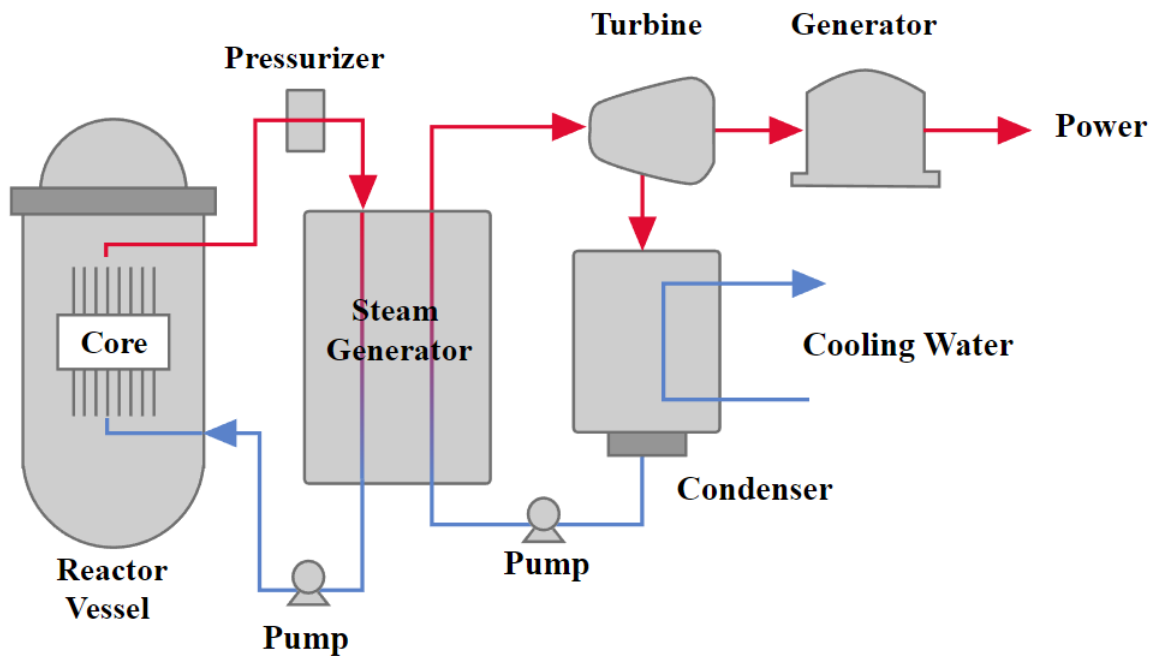 Turbine
Generator
Pressurizer
Power
Steam
Generator
Core
Cooling Water
Condenser
Reactor
Vessel
Pump
Pump